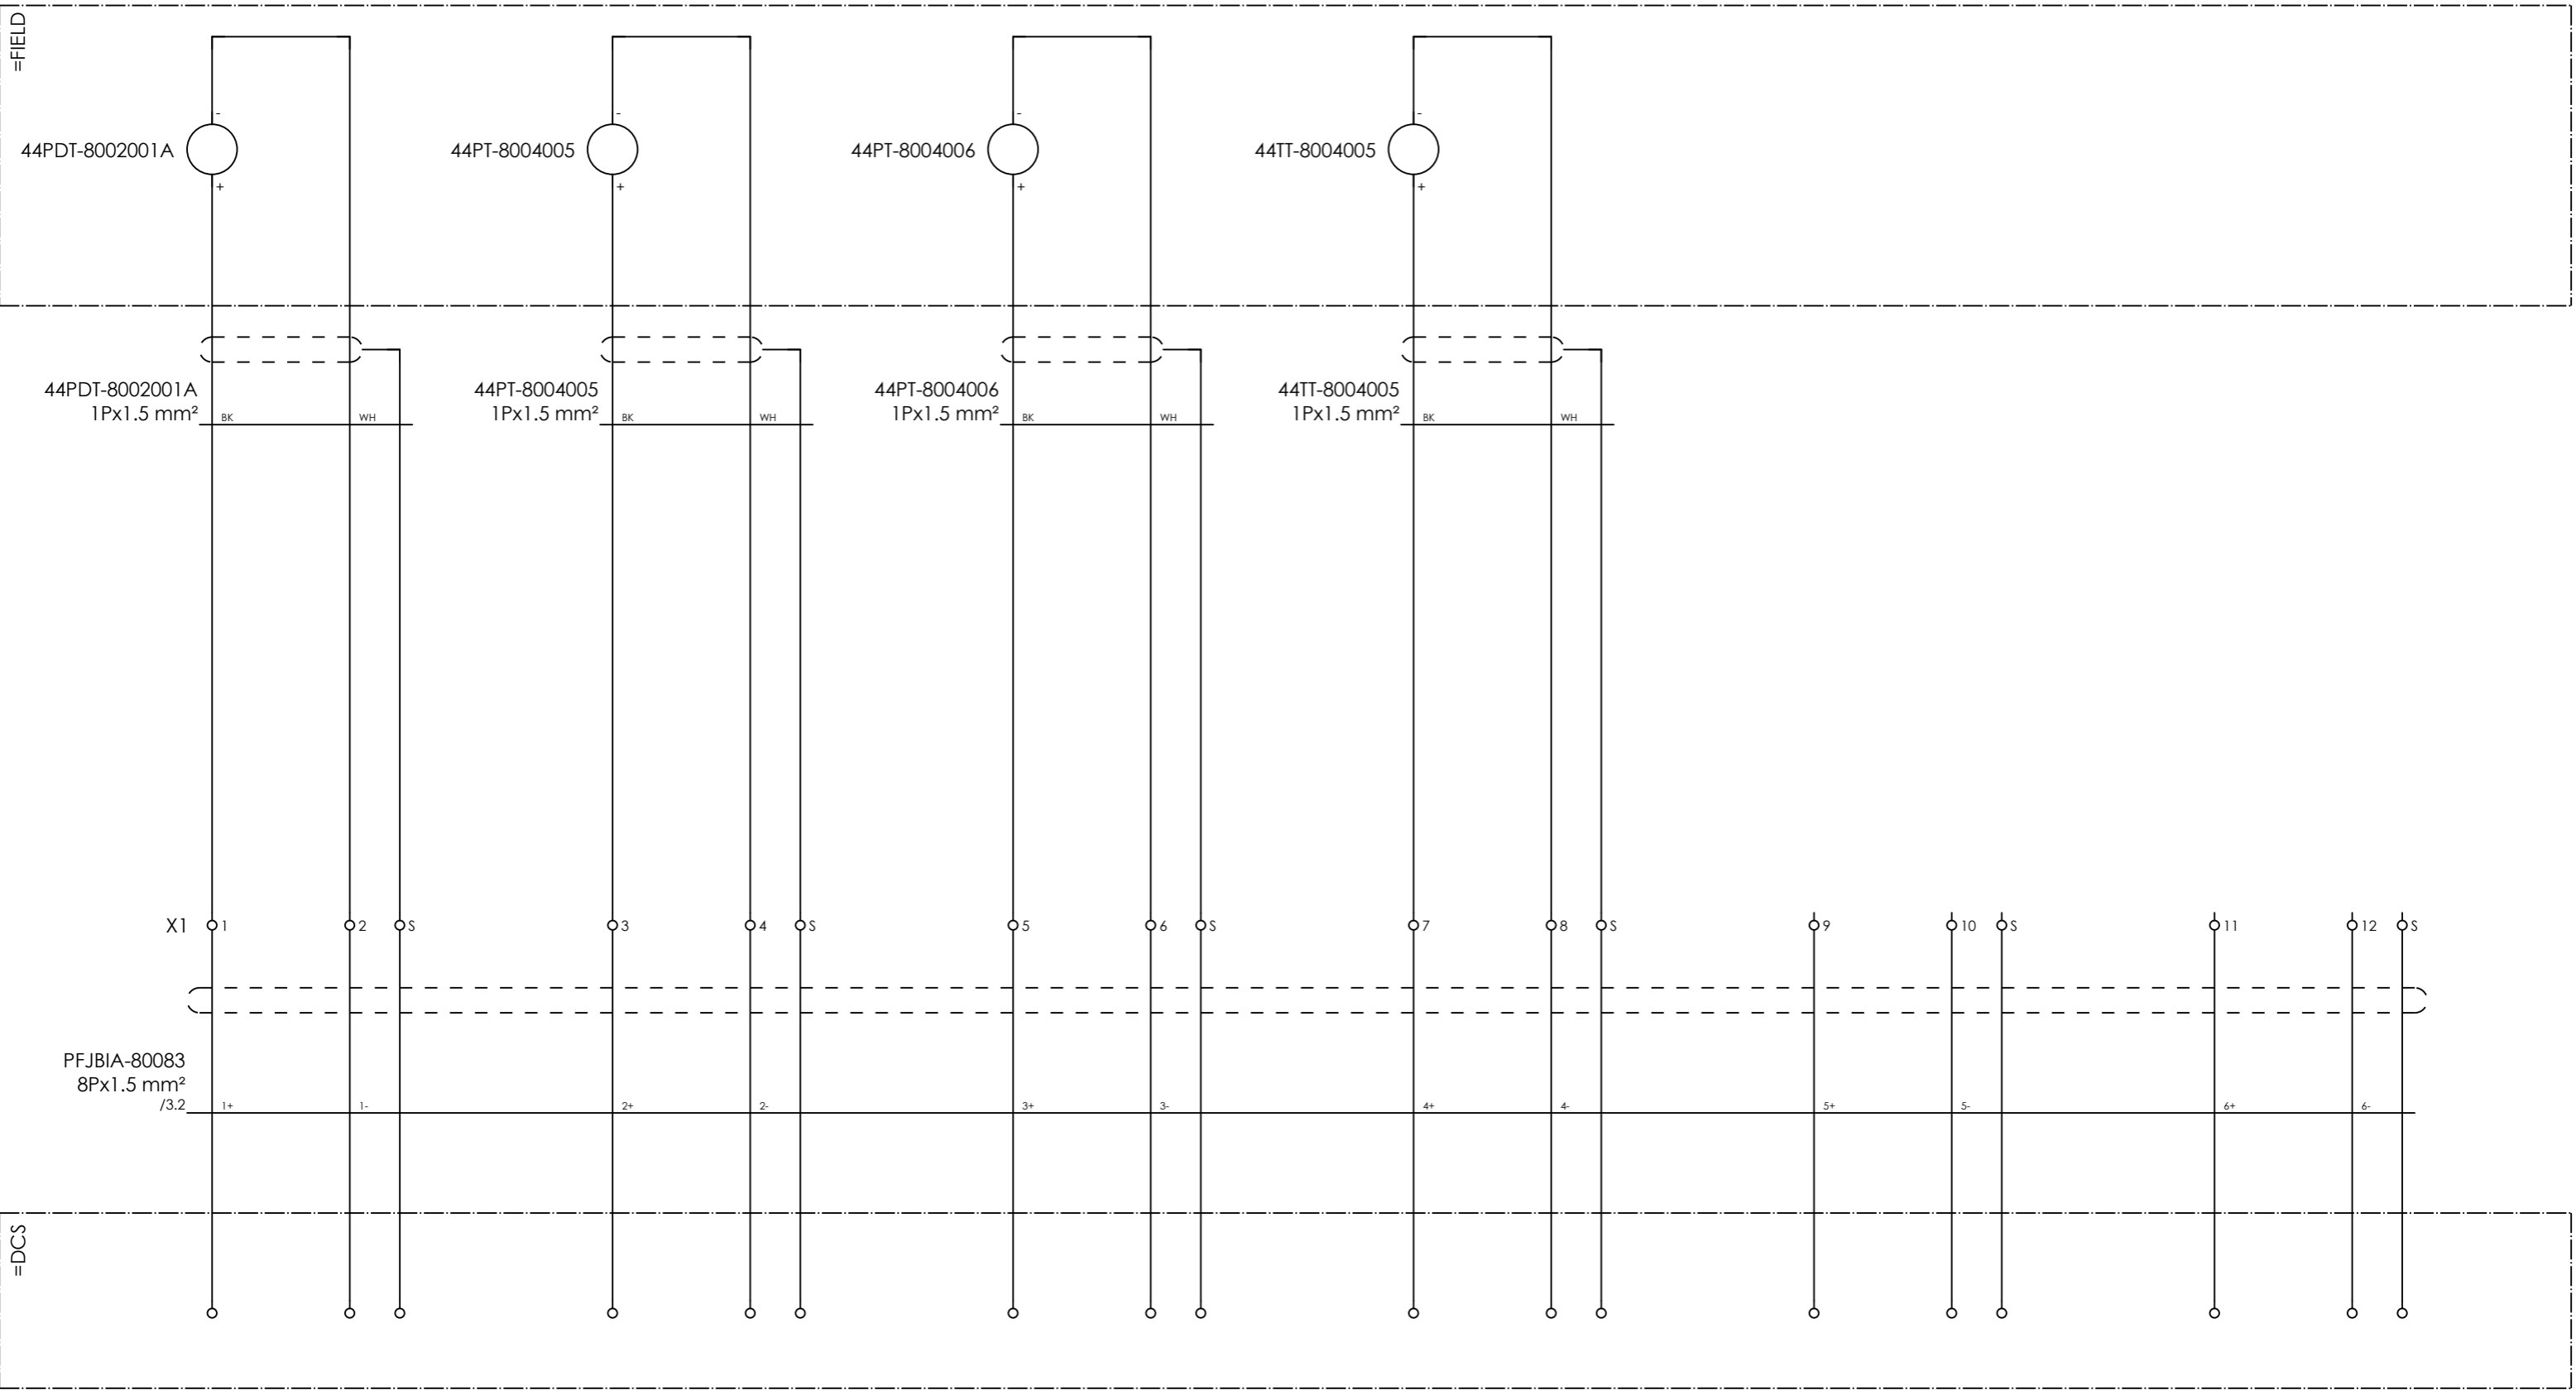 =FIELD
- - - -
44PDT-8002001A 44PT-8004005 44PT-8004006 44TT-8004005
+ + + +
44PDT-8002001A 44PT-8004005 44PT-8004006 44TT-8004005
1Px1.5 mm² 1Px1.5 mm² 1Px1.5 mm² 1Px1.5 mm²
BK WH BK WH BK WH BK WH
X1 1 2 S 3 4 S 5 6 S 7 8 S 9 10 S 11 12 S
PFJBIA-80083
8Px1.5 mm²
/3.2 1+ 1- 2+ 2- 3+ 3- 4+ 4- 5+ 5- 6+ 6-
=DCS